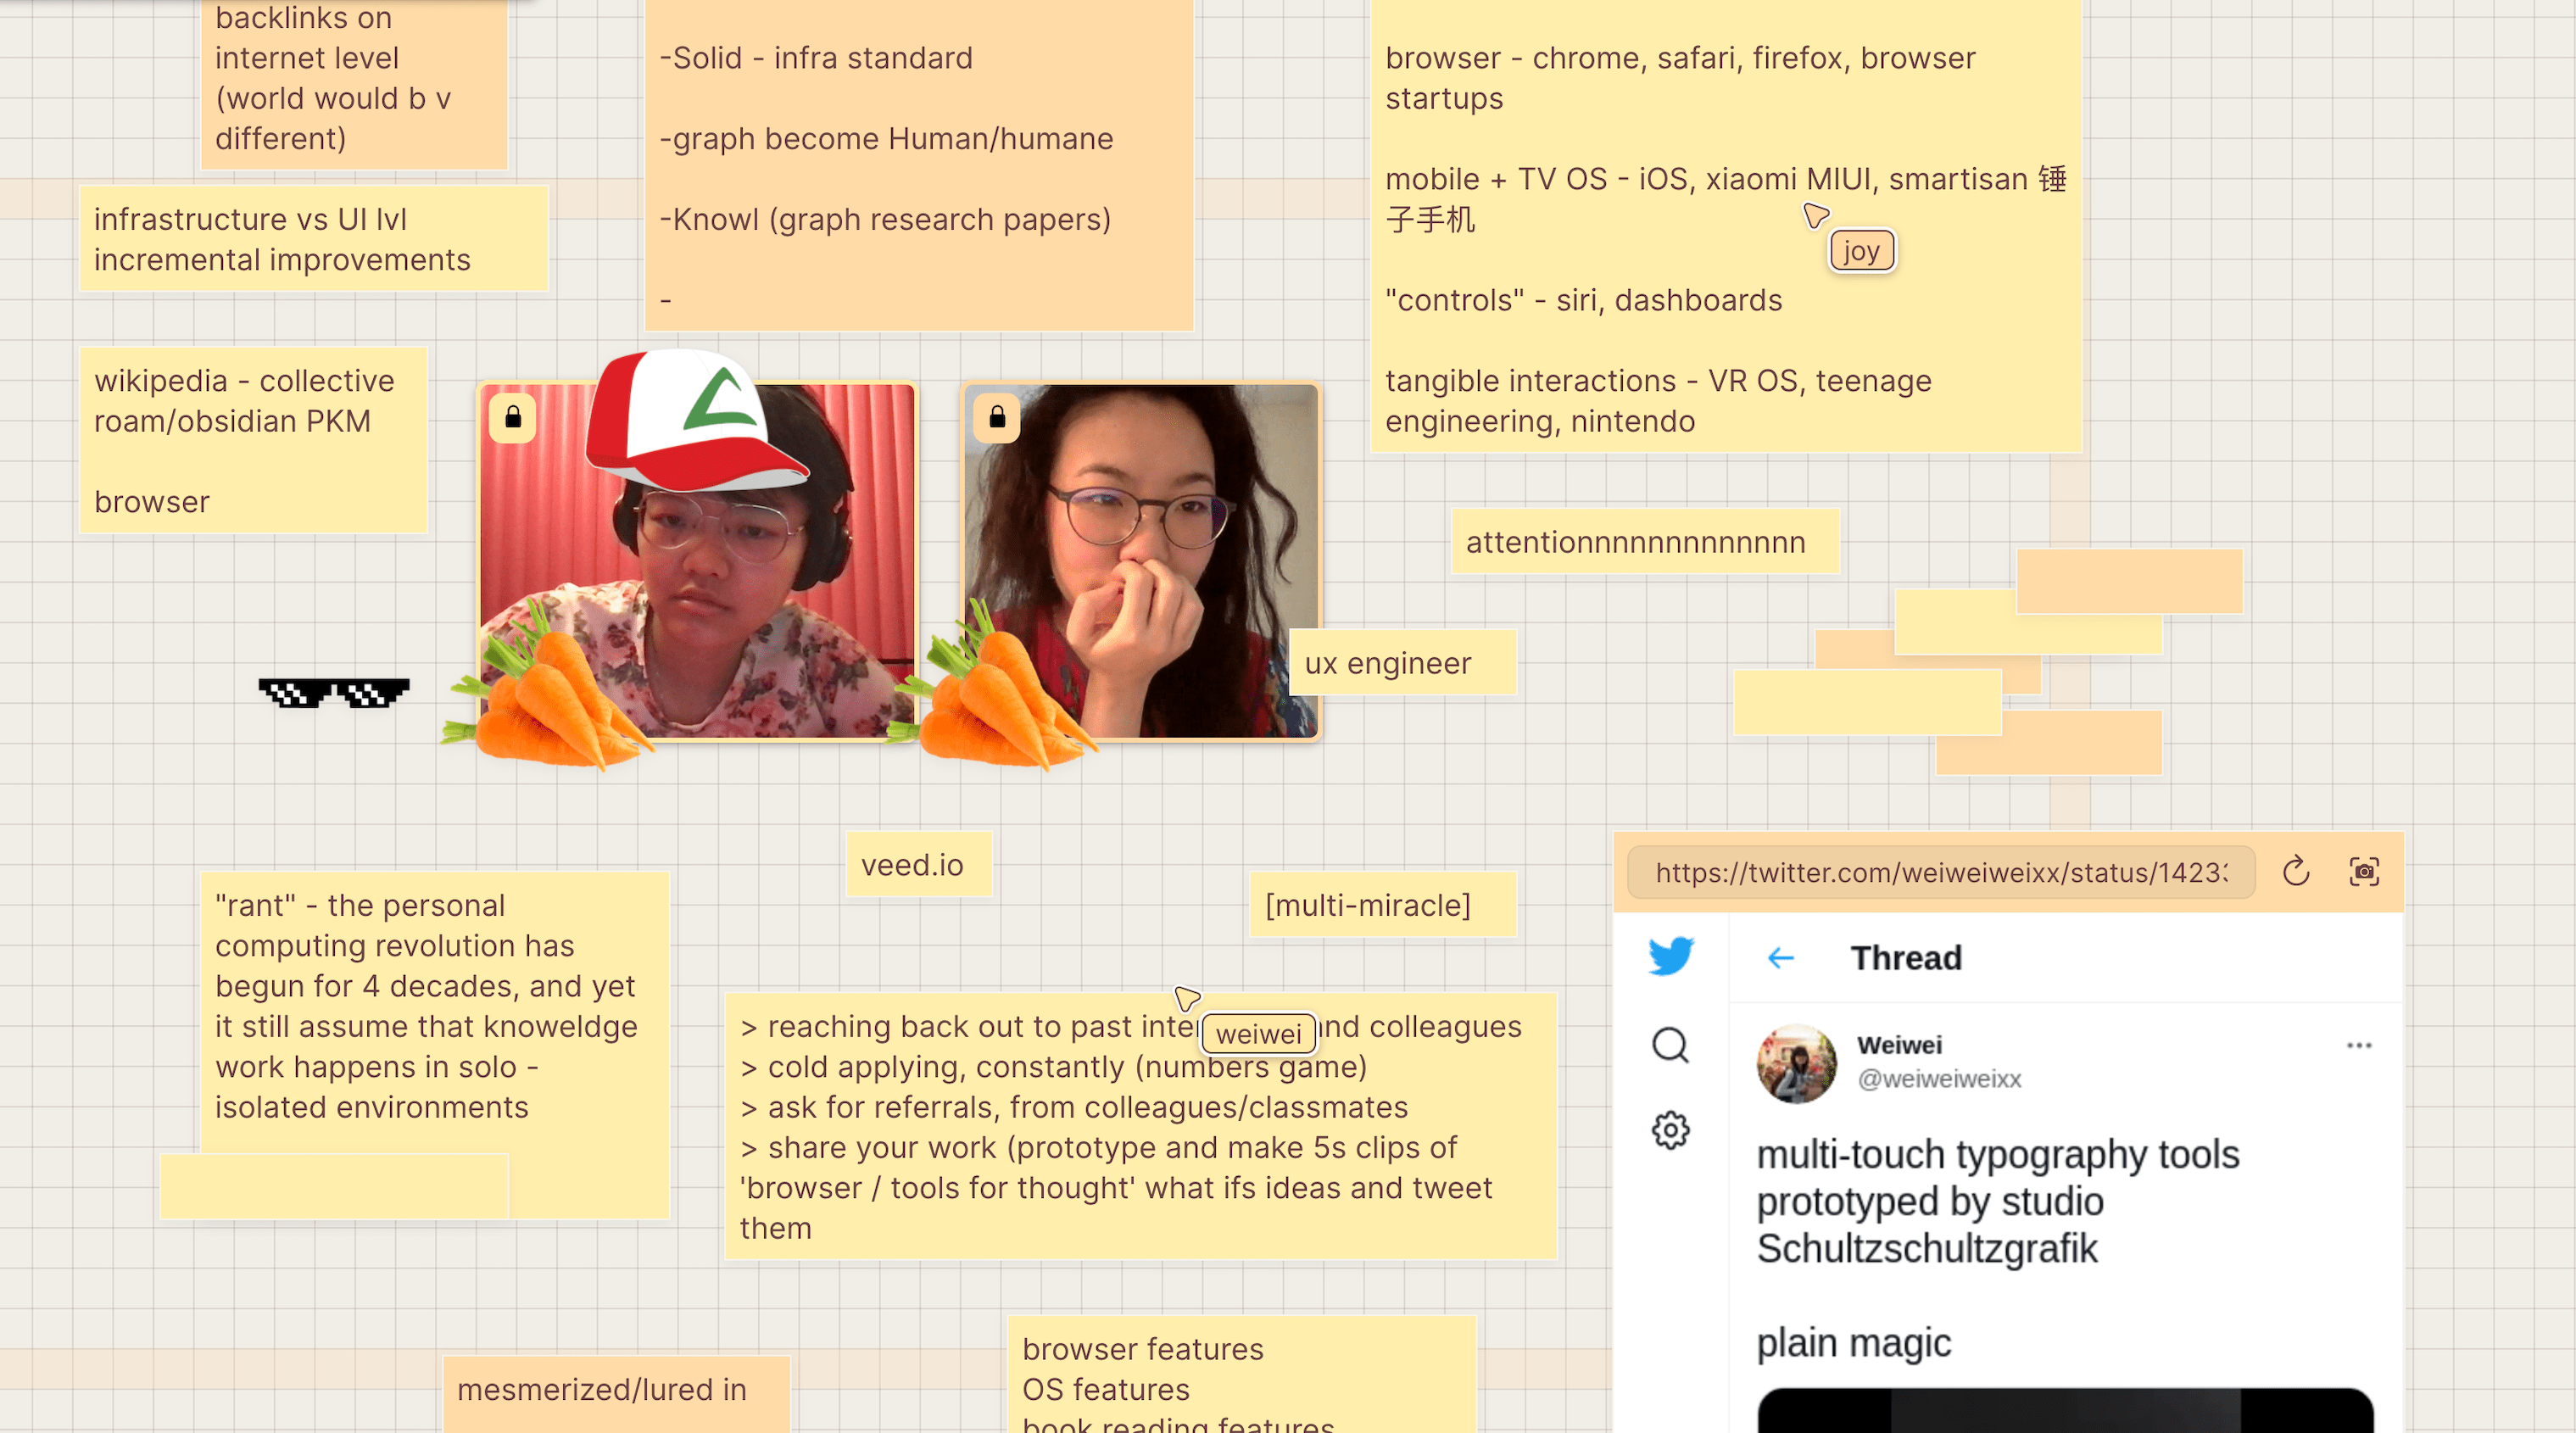 backlinks on
internet level
(world would b v
different)
-Solid - infra standard
-graph become Human/humane
-Knowl (graph research papers)
-
browser - chrome, safari, firefox, browser
startups
mobile + TV OS - iOS, xiaomi MIUI, smartisan 锤
子手机
"controls" - siri, dashboards
tangible interactions - VR OS, teenage
engineering, nintendo
joy
infrastructure vs UI lvl
incremental improvements
wikipedia - collective
roam/obsidian PKM
browser
attentionnnnnnnnnnnnnn
ux engineer
veed.io
[multi-miracle]
"rant" - the personal
computing revolution has
begun for 4 decades, and yet
it still assume that knoweldge
work happens in solo -
isolated environments
> reaching back out to past nd colleagues
weiwei
> cold applying, constantly (numbers game)
> ask for referrals, from colleagues/classmates
> share your work (prototype and make 5s clips of
'browser / tools for thought' what ifs ideas and tweet
them
https://twitter.com/weiweiweixx/status/1423
Thread
Weiwei
@weiweiweixx
multi-touch typography tools
prototyped by studio
Schultzschultzgrafik
plain magic
mesmerized/lured in
browser features
OS features
book reading features